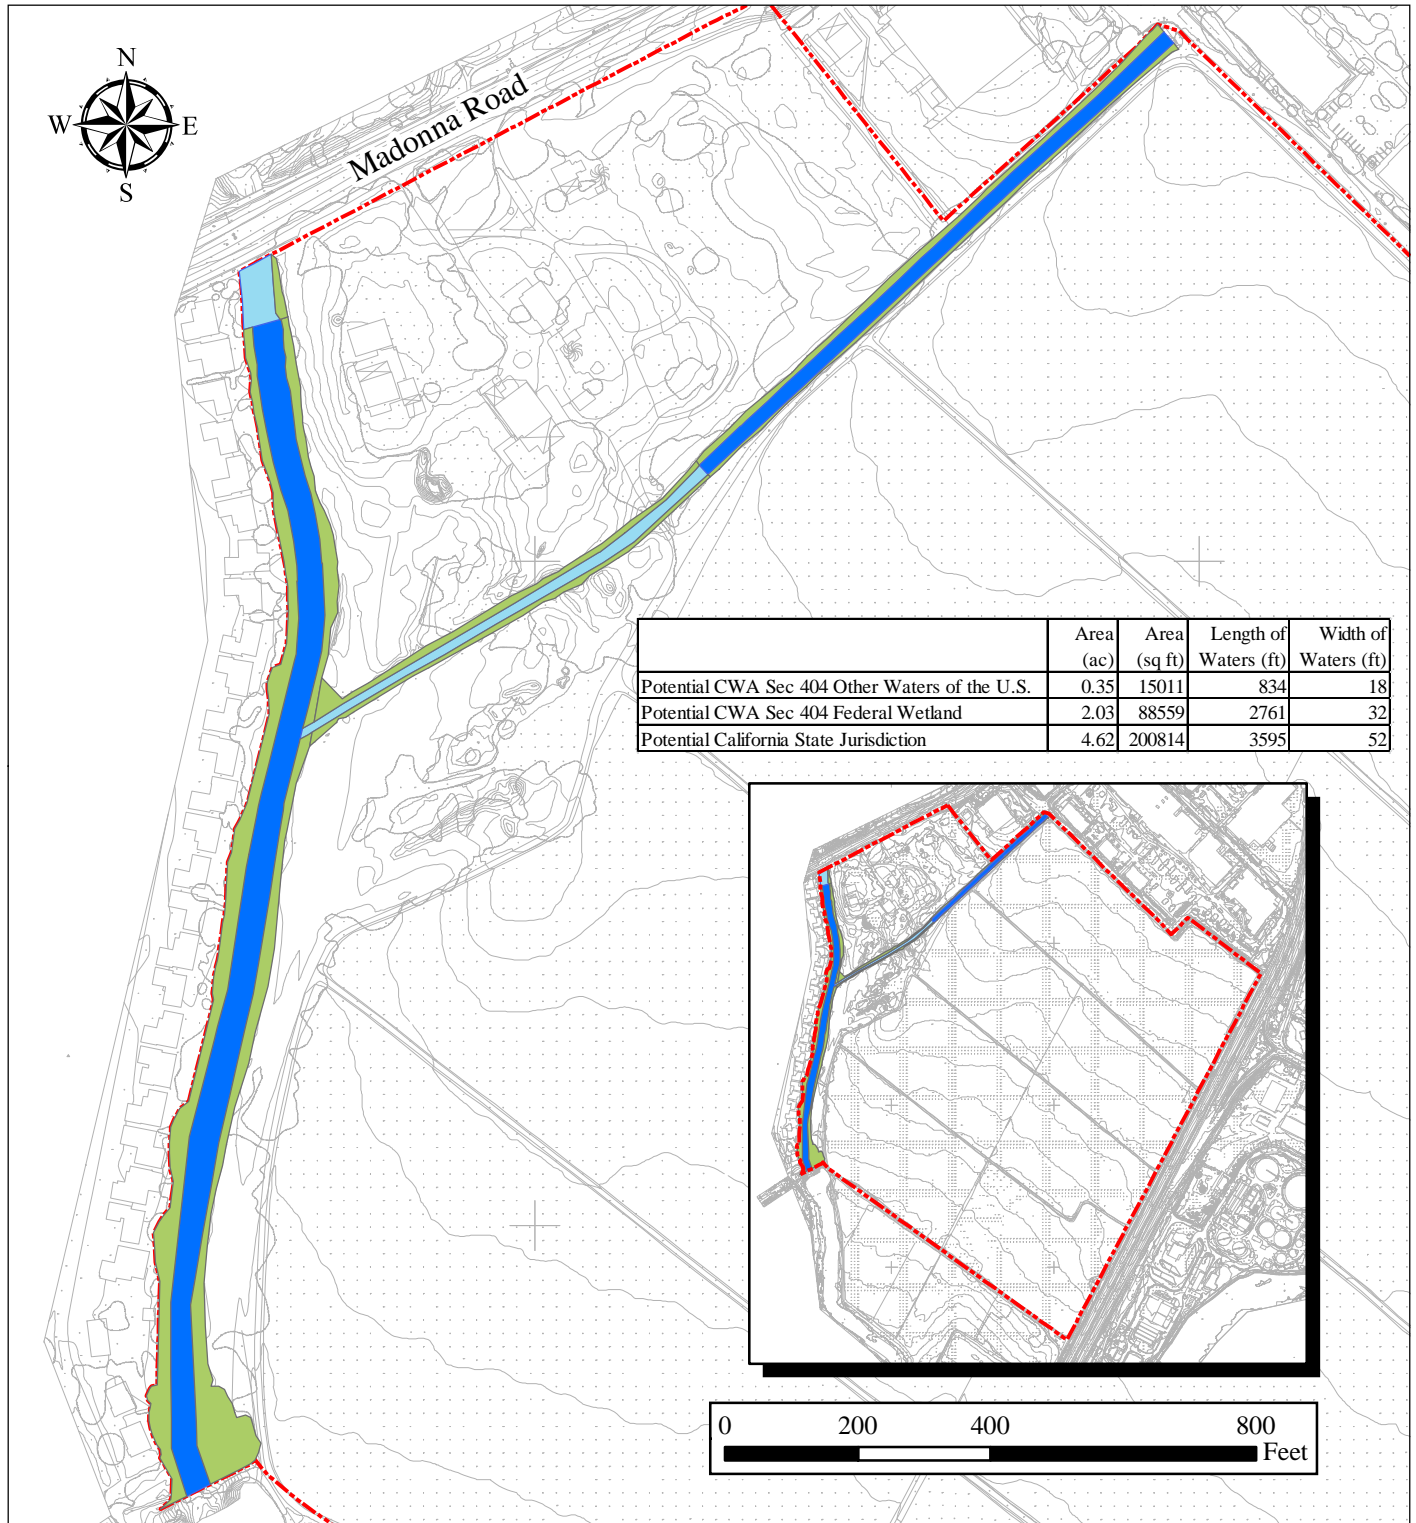 N
W E
S
Madonna Road
Area Area Length of Width of
(ac) (sq ft) Waters (ft) Waters (ft)
Potential CWA Sec 404 Other Waters of the U.S. 0.35 15011 834 18
Potential CWA Sec 404 Federal Wetland 2.03 88559 2761 32
Potential California State Jurisdiction 4.62 200814 3595 52
0 200 400 800
Feet